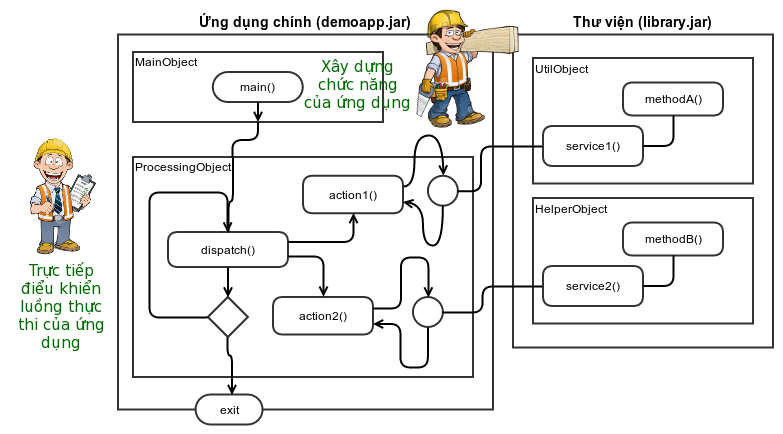 Ứng dụng chính (demoapp.jar)
Thư viện (library.jar)
MainObject
main()
Xây dựng
chức năng
của ứng dụng
UtilObject
methodA()
service1()
ProcessingObject
action1()
dispatch()
action2()
HelperObject
methodB()
service2()
Trực tiếp
điểu khiển
luồng thực
thi của ứng
dụng
exit